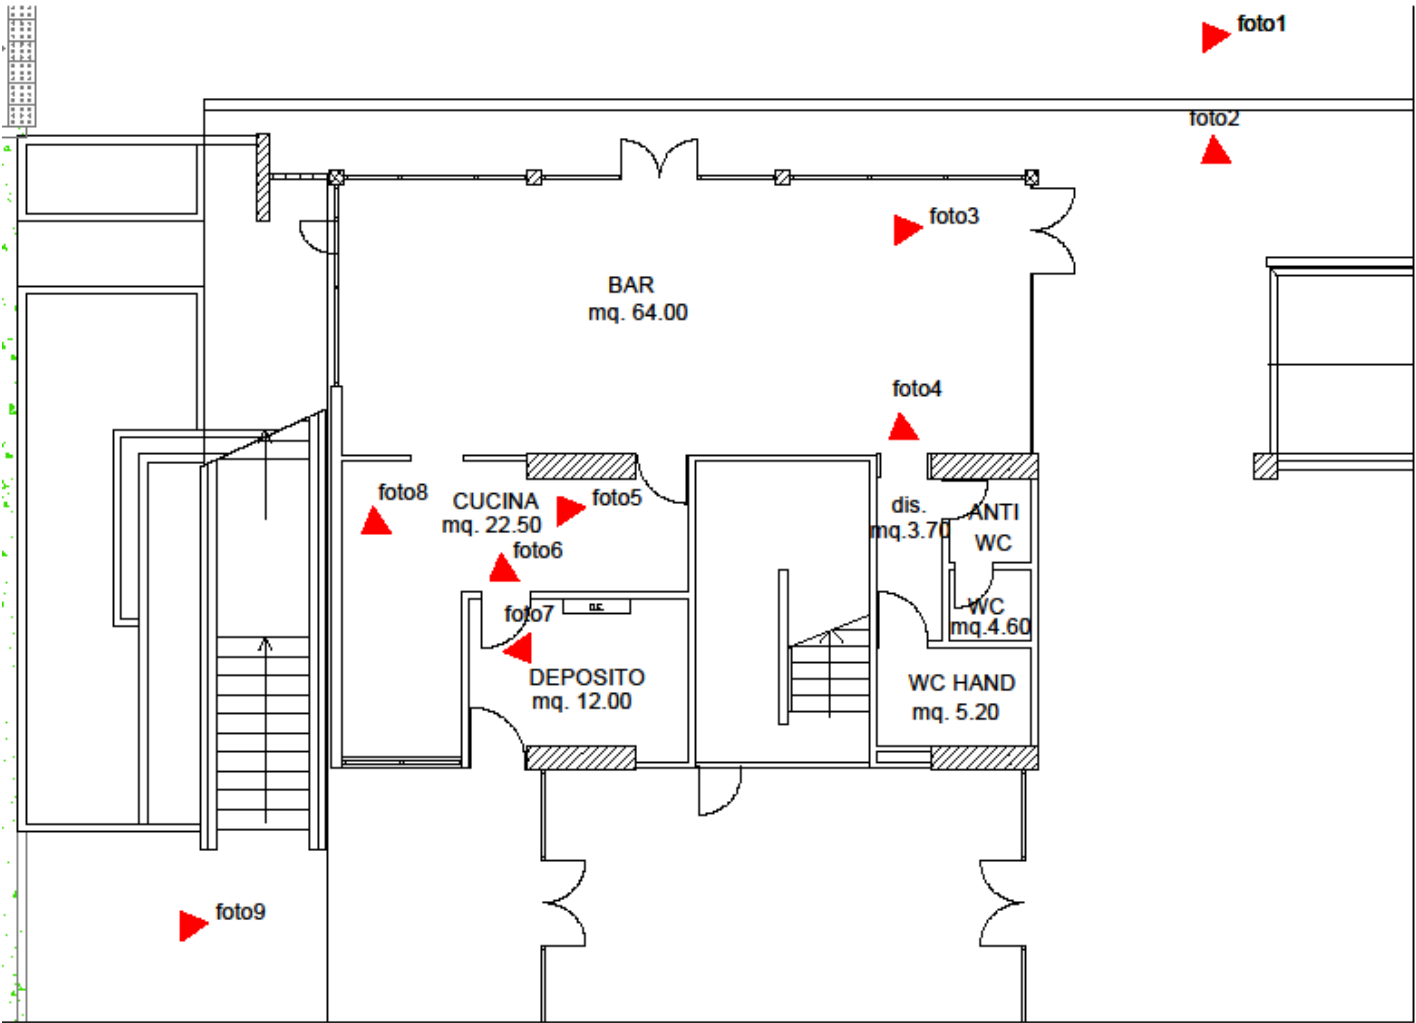 foto1
foto2
foto3
BAR
mq. 64.00
foto4
foto8
CUCINA
mq. 22.50
foto5
foto6
dis.
mq.3.70
ANTI
WC
foto7
WC
mq.4.60
DEPOSITO
mq. 12.00
WC HAND
mq. 5.20
foto9